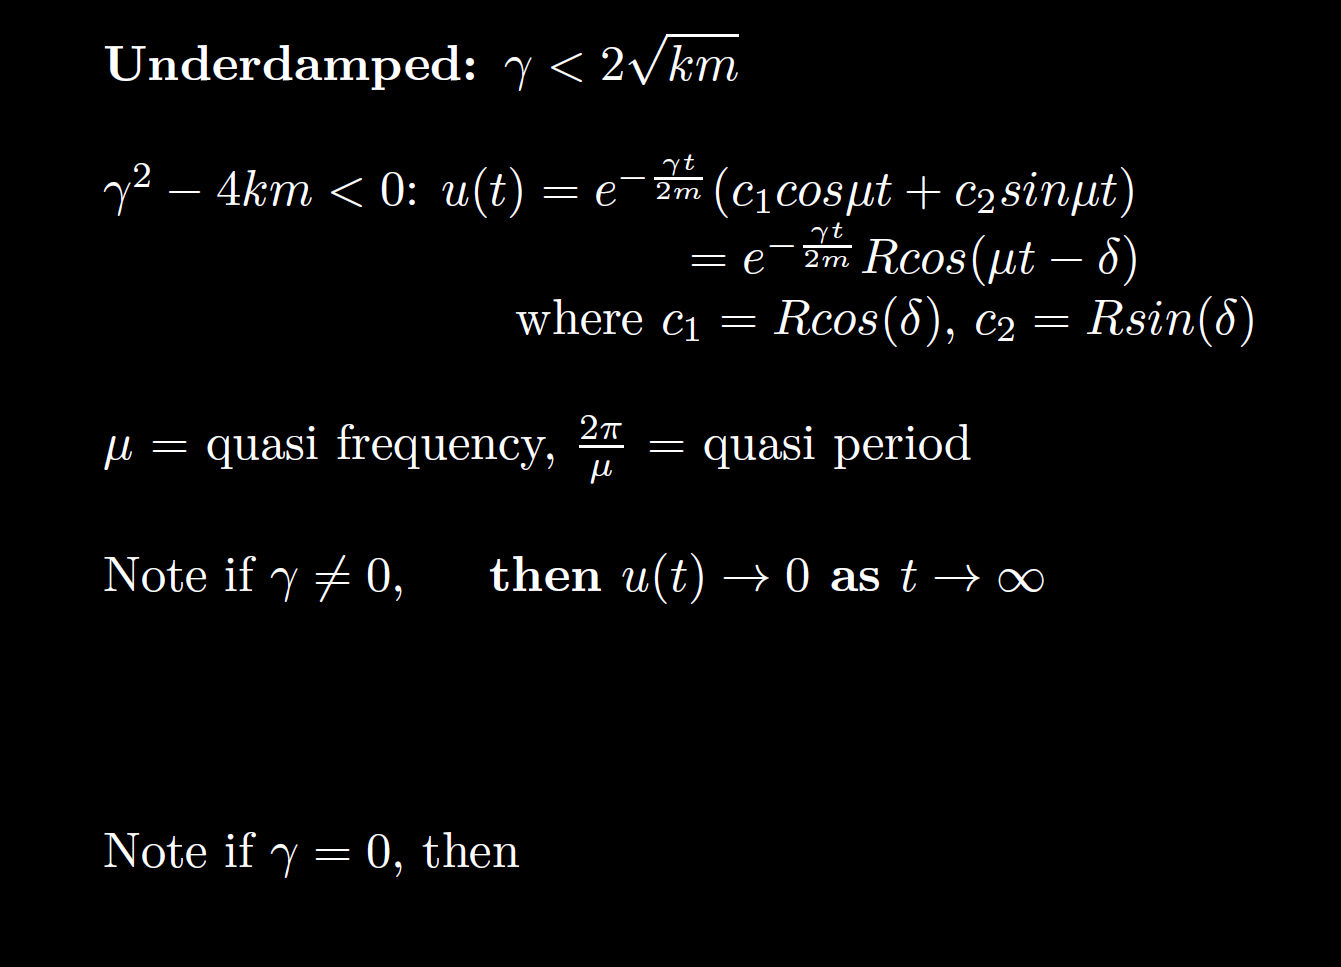 Underdamped: γ < 2√km
γ² − 4km < 0: u(t) = e^{−γt/2m}(c₁cosμt + c₂sinμt)
= e^{−γt/2m}Rcos(μt − δ)
where c₁ = Rcos(δ), c₂ = Rsin(δ)
μ = quasi frequency, 2π/μ = quasi period
Note if γ ≠ 0, then u(t) → 0 as t → ∞
Note if γ = 0, then